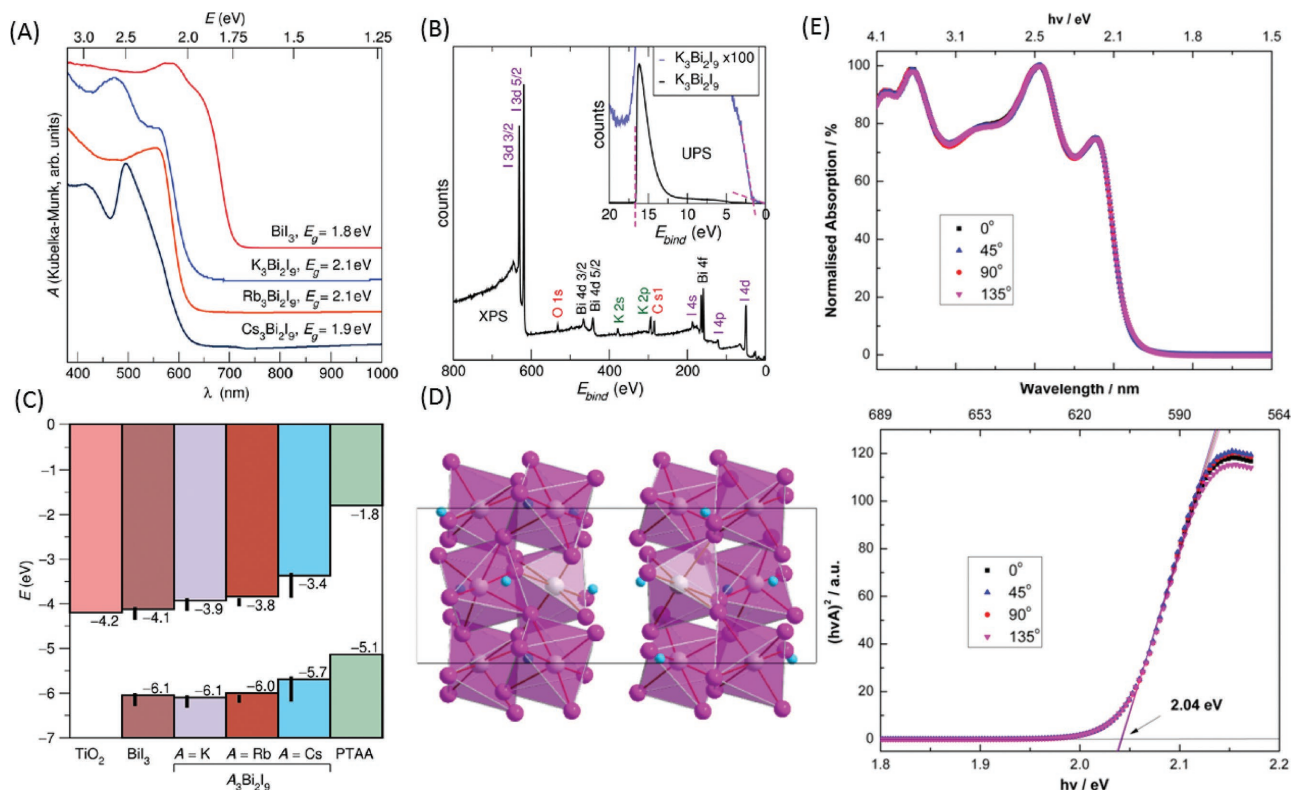 (A)
E (eV)
3.0 2.5 2.0 1.75 1.5 1.25
A (Kubelka-Munk, arb. units)
BiI₃, E_g = 1.8 eV
K₃Bi₂I₉, E_g = 2.1 eV
Rb₃Bi₂I₉, E_g = 2.1 eV
Cs₃Bi₂I₉, E_g = 1.9 eV
400 500 600 700 800 900 1000
λ (nm)
(B)
counts
I 3d 3/2
I 3d 5/2
XPS
O 1s
Bi 4d 3/2
Bi 4d 5/2
K 2s
K 2p
C s1
I 4s
Bi 4f
I 4p
I 4d
800 600 400 200 0
E_bind (eV)
K₃Bi₂I₉ x100
K₃Bi₂I₉
counts
UPS
20 15 10 5 0
E_bind (eV)
(C)
E (eV)
0
−1
−2
−3
−4
−5
−6
−7
−4.2
−4.1
−3.9
−3.8
−3.4
−1.8
−6.1
−6.1
−6.0
−5.7
−5.1
TiO₂ BiI₃ A = K A = Rb A = Cs PTAA
A₃Bi₂I₉
(D)
(E)
hν / eV
4.1 3.1 2.5 2.1 1.8 1.5
Normalised Absorption / %
100
80
60
40
20
0
0°
45°
90°
135°
Wavelength / nm
689 653 620 590 564
(hvA)² / a.u.
120
100
80
60
40
20
0
0°
45°
90°
135°
2.04 eV
1.8 1.9 2.0 2.1 2.2
hν / eV